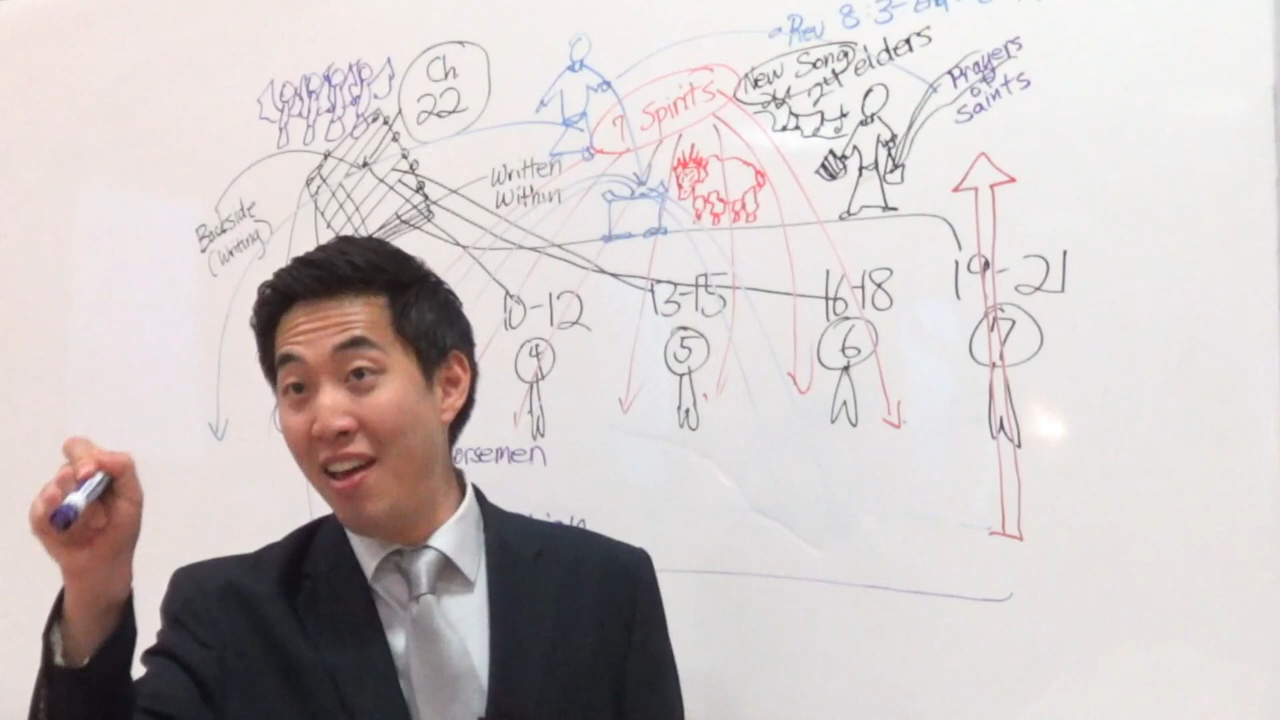 Rev 8:3-
Ch
22
New Song
24 elders
Prayers
of
Saints
7 Spirits
Written
Within
Backside
(Writing)
10-12
13-15
16-18
19-21
4
5
6
7
orsemen